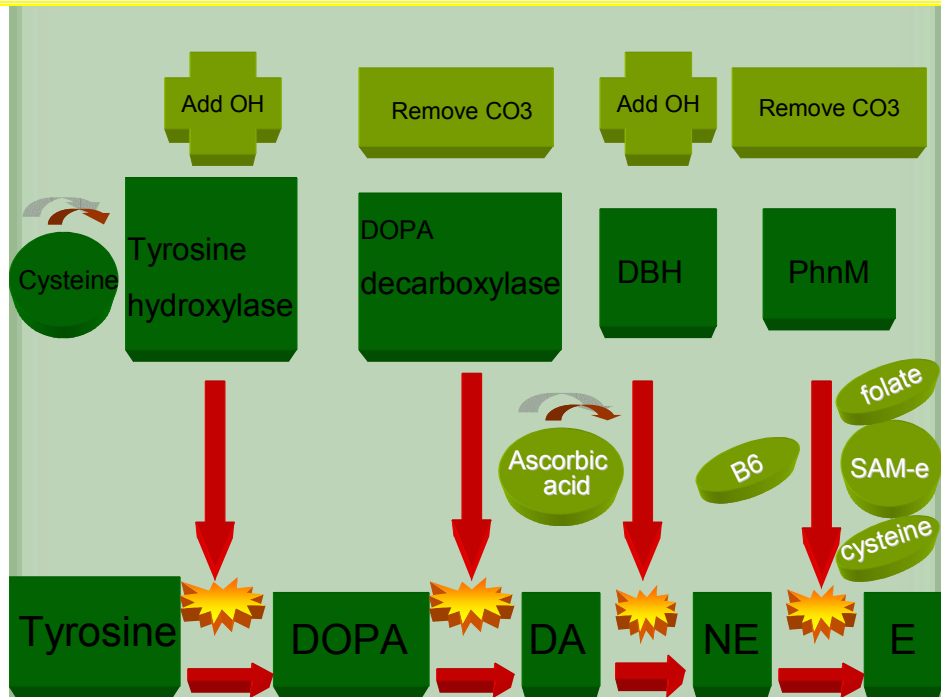 Add OH
Remove CO3
Add OH
Remove CO3
Cysteine
Tyrosine
hydroxylase
DOPA
decarboxylase
DBH
PhnM
folate
Ascorbic
acid
B6
SAM-e
cysteine
Tyrosine
DOPA
DA
NE
E